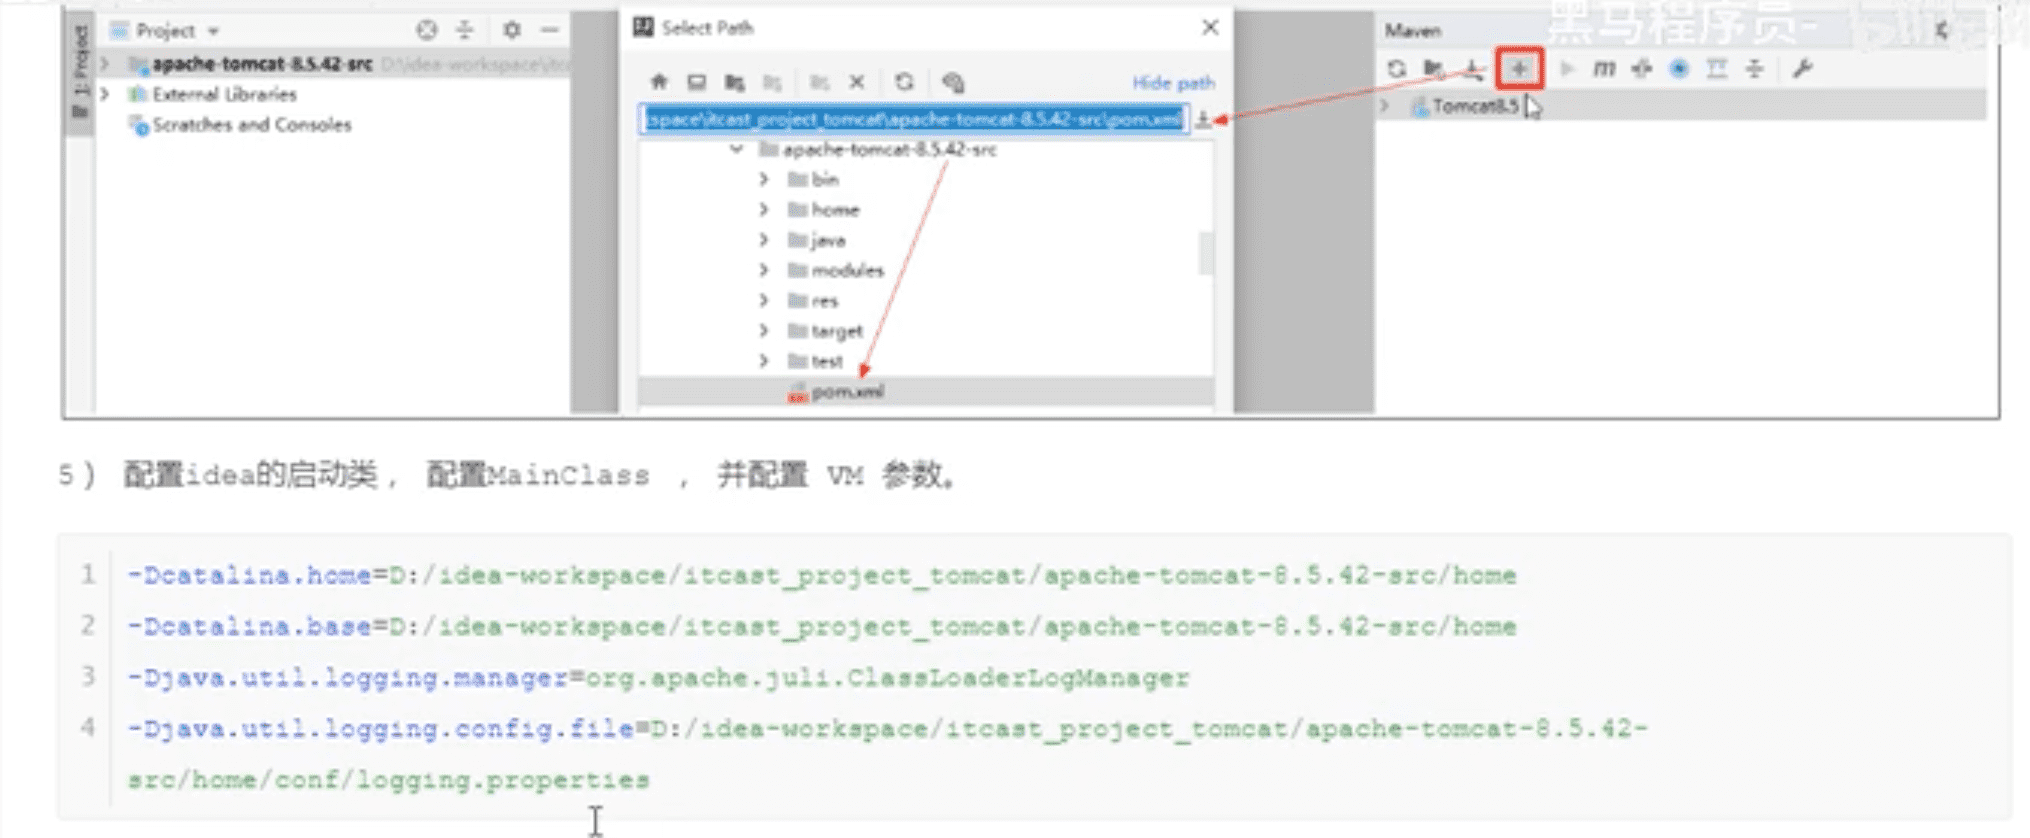 1: Project
Project
apache-tomcat-8.5.42-src D:\idea-workspace\itc
External Libraries
Scratches and Consoles
Select Path
Hide path
kspace\itcast_project_tomcat\apache-tomcat-8.5.42-src\pom.xml
apache-tomcat-8.5.42-src
bin
home
java
modules
res
target
test
pom.xml
黑马程序员-
Maven
m
Tomcat8.5
5) 配置idea的启动类, 配置MainClass , 并配置 VM 参数。
1 -Dcatalina.home=D:/idea-workspace/itcast_project_tomcat/apache-tomcat-8.5.42-src/home
2 -Dcatalina.base=D:/idea-workspace/itcast_project_tomcat/apache-tomcat-8.5.42-src/home
3 -Djava.util.logging.manager=org.apache.juli.ClassLoaderLogManager
4 -Djava.util.logging.config.file=D:/idea-workspace/itcast_project_tomcat/apache-tomcat-8.5.42-
src/home/conf/logging.properties